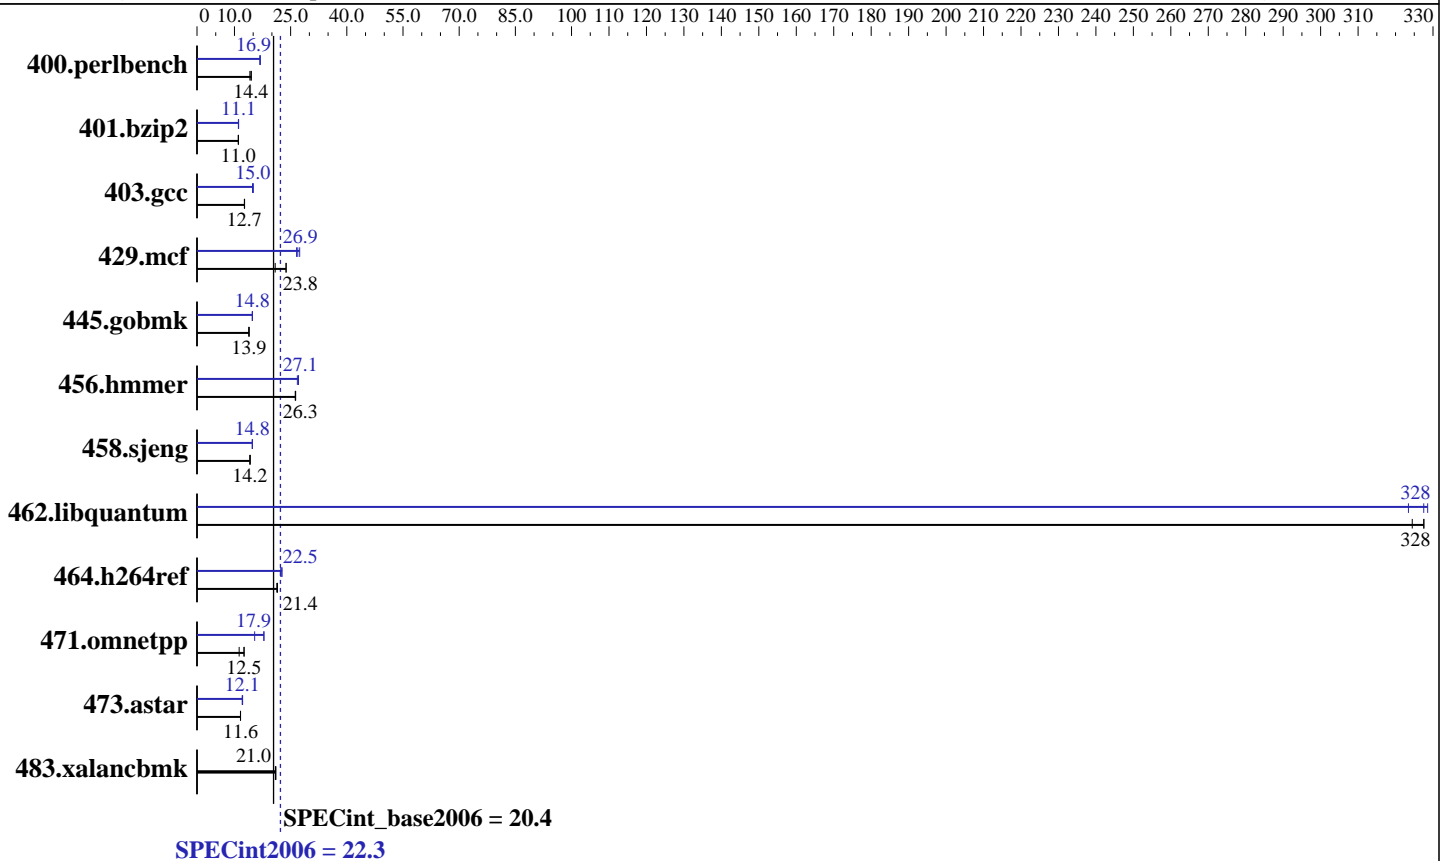 0 10.0 25.0 40.0 55.0 70.0 85.0 100 110 120 130 140 150 160 170 180 190 200 210 220 230 240 250 260 270 280 290 300 310 330
16.9
400.perlbench
14.4
11.1
401.bzip2
11.0
15.0
403.gcc
12.7
26.9
429.mcf
23.8
14.8
445.gobmk
13.9
27.1
456.hmmer
26.3
14.8
458.sjeng
14.2
328
462.libquantum
328
22.5
464.h264ref
21.4
17.9
471.omnetpp
12.5
12.1
473.astar
11.6
21.0
483.xalancbmk
SPECint_base2006 = 20.4
SPECint2006 = 22.3